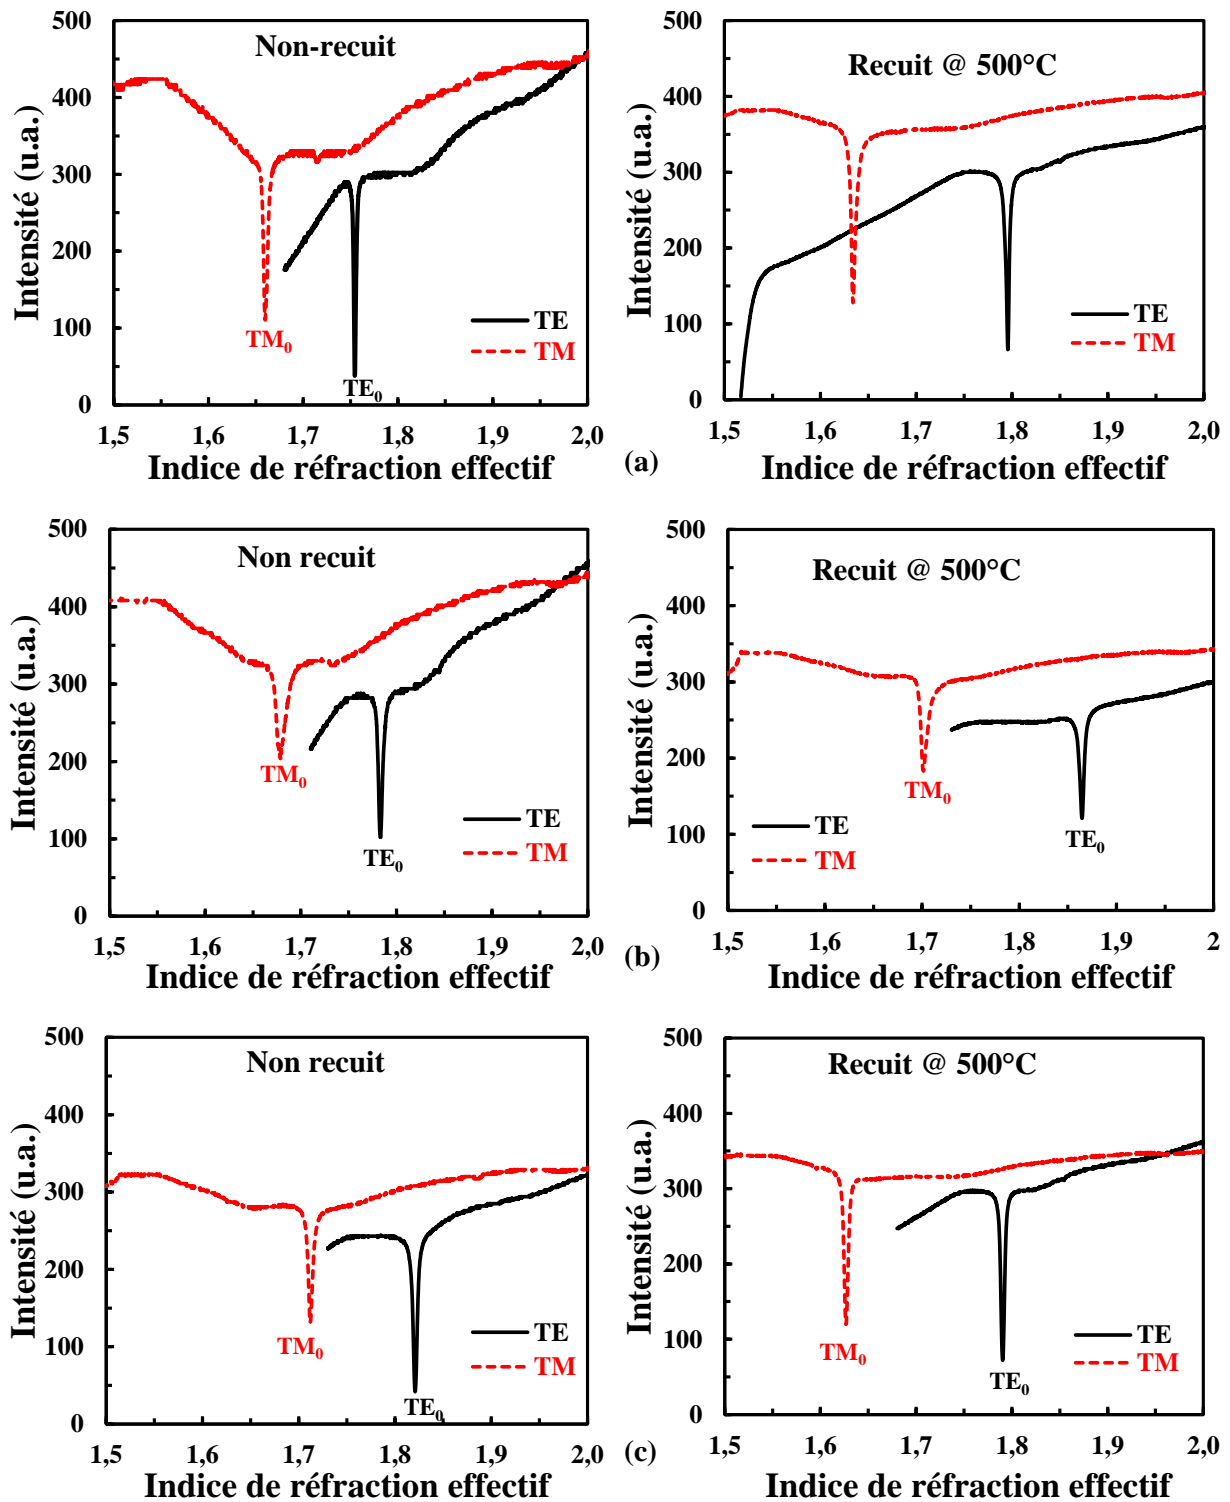 Non-recuit
500
400
300
200
100
0
Intensité (u.a.)
TM0
TE0
TE
TM
1,5 1,6 1,7 1,8 1,9 2,0
Indice de réfraction effectif
Recuit @ 500°C
500
400
300
200
100
0
Intensité (u.a.)
TE
TM
1,5 1,6 1,7 1,8 1,9 2,0
Indice de réfraction effectif
(a)
Non recuit
500
400
300
200
100
0
Intensité (u.a.)
TM0
TE0
TE
TM
1,5 1,6 1,7 1,8 1,9 2,0
Indice de réfraction effectif
Recuit @ 500°C
500
400
300
200
100
0
Intensité (u.a.)
TM0
TE0
TE
TM
1,5 1,6 1,7 1,8 1,9 2
Indice de réfraction effectif
(b)
Non recuit
500
400
300
200
100
0
Intensité (u.a.)
TM0
TE0
TE
TM
1,5 1,6 1,7 1,8 1,9 2,0
Indice de réfraction effectif
Recuit @ 500°C
500
400
300
200
100
0
Intensité (u.a.)
TM0
TE0
TE
TM
1,5 1,6 1,7 1,8 1,9 2,0
Indice de réfraction effectif
(c)